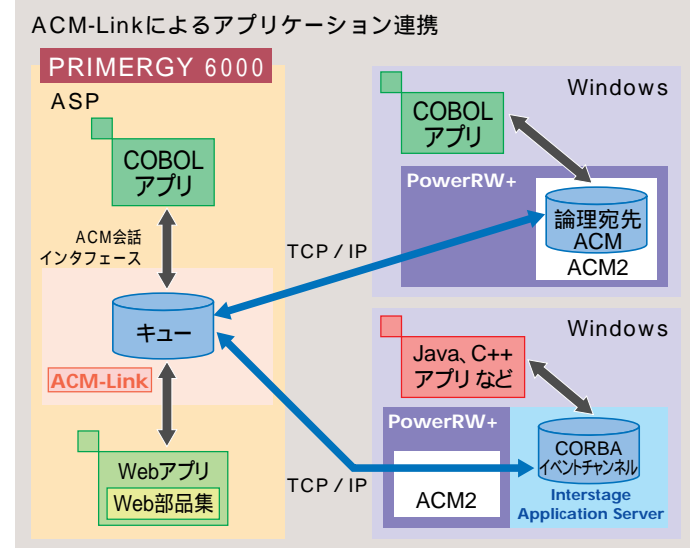 ACM-Linkによるアプリケーション連携
PRIMERGY 6000
ASP
COBOL
アプリ
ACM会話
インタフェース
キュー
ACM-Link
Webアプリ
Web部品集
TCP / IP
TCP / IP
Windows
COBOL
アプリ
PowerRW+
論理宛先
ACM
ACM2
Windows
Java、C++
アプリ など
PowerRW+
ACM2
CORBA
イベントチャンネル
Interstage
Application Server